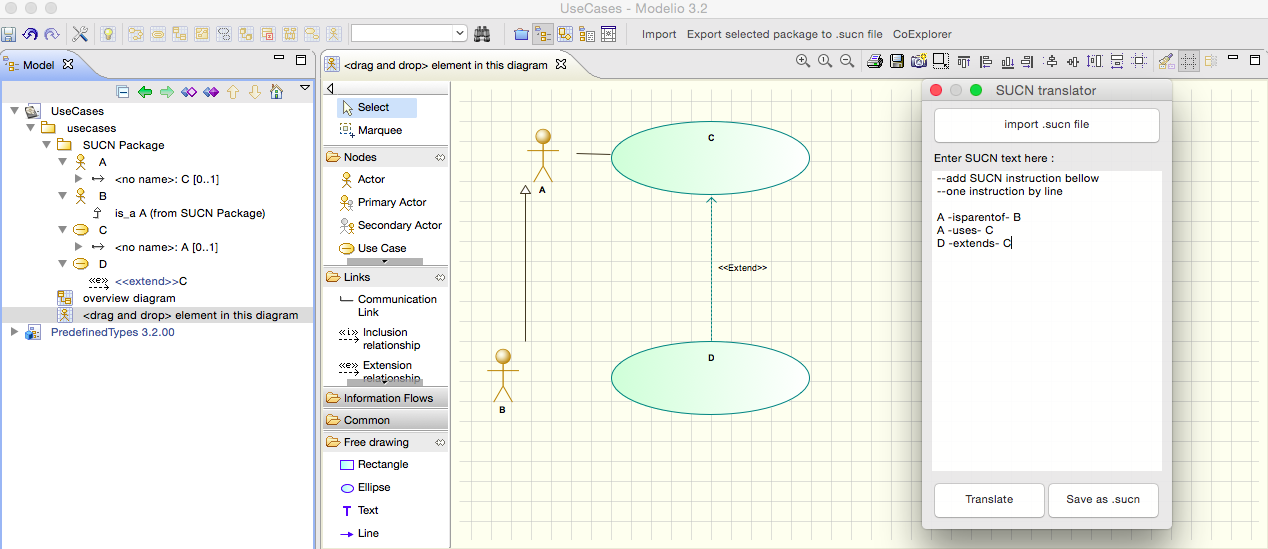 UseCases - Modelio 3.2
Import Export selected package to .sucn file CoExplorer
Model
UseCases
usecases
SUCN Package
A
<no name>: C [0..1]
B
is_a A (from SUCN Package)
C
<no name>: A [0..1]
D
<<e>> <<extend>>C
overview diagram
<drag and drop> element in this diagram
PredefinedTypes 3.2.00
<drag and drop> element in this diagram
Select
Marquee
Nodes
Actor
Primary Actor
Secondary Actor
Use Case
Links
Communication
Link
«i» Inclusion
relationship
«e» Extension
relationship
Information Flows
Common
Free drawing
Rectangle
Ellipse
T Text
Line
A
C
<<Extend>>
B
D
SUCN translator
import .sucn file
Enter SUCN text here :
--add SUCN instruction bellow
--one instruction by line
A -isparentof- B
A -uses- C
D -extends- C
Translate
Save as .sucn